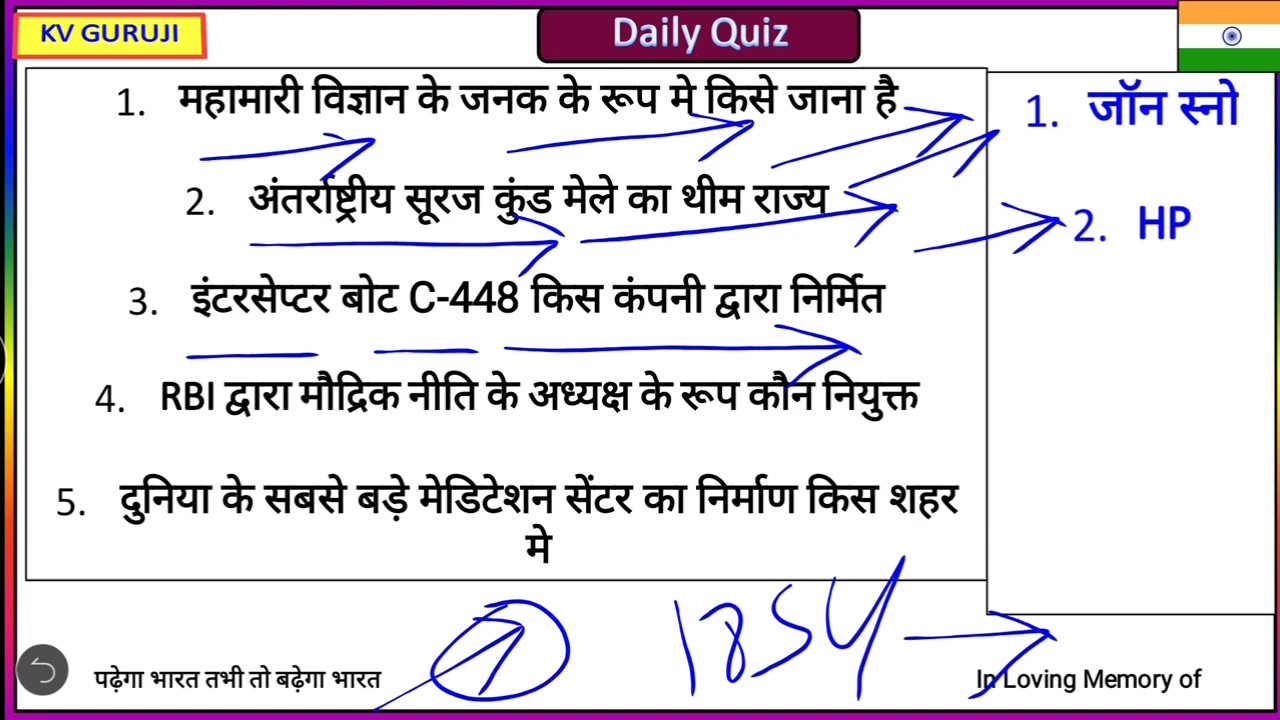 KV GURUJI
Daily Quiz
1. महामारी विज्ञान के जनक के रूप मे किसे जाना है
1. जॉन स्नो
2. अंतर्राष्ट्रीय सूरज कुंड मेले का थीम राज्य
2. HP
3. इंटरसेप्टर बोट C-448 किस कंपनी द्वारा निर्मित
4. RBI द्वारा मौद्रिक नीति के अध्यक्ष के रूप कौन नियुक्त
5. दुनिया के सबसे बड़े मेडिटेशन सेंटर का निर्माण किस शहर
मे
1854
पढ़ेगा भारत तभी तो बढ़ेगा भारत
In Loving Memory of